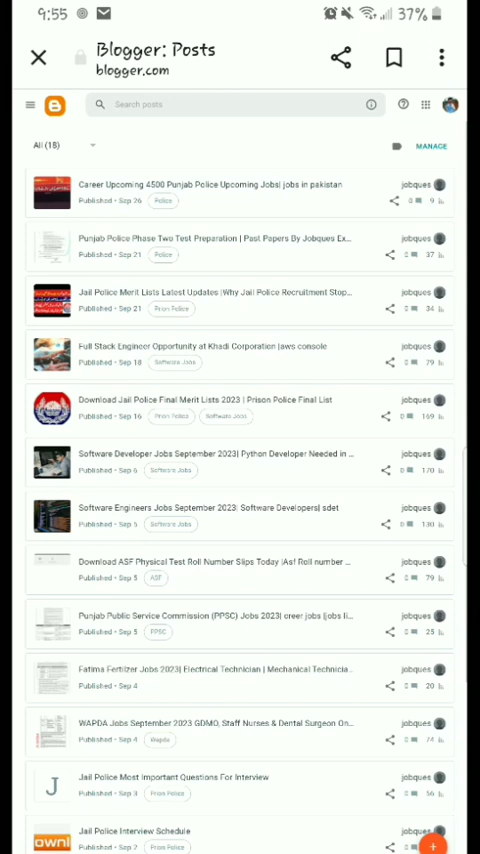 9:55
37%
Blogger: Posts
blogger.com
Search posts
All (15)
MANAGE
Career Upcoming 4500 Punjab Police Upcoming Jobs| jobs in pakistan
jobques
Published • Sep 26
Police
0
9
Punjab Police Phase Two Test Preparation | Past Papers By Jobques Ex...
jobques
Published • Sep 21
Police
0
37
Jail Police Merit Lists Latest Updates |Why Jail Police Recruitment Stop...
jobques
Published • Sep 21
Prion Police
0
34
Full Stack Engineer Opportunity at Khadi Corporation |aws console
jobques
Published • Sep 18
Software Jobs
0
79
Download Jail Police Final Merit Lists 2023 | Prison Police Final List
jobques
Published • Sep 16
Prion Police
Software Jobs
0
169
Software Developer Jobs September 2023| Python Developer Needed in ...
jobques
Published • Sep 6
Software Jobs
0
170
Software Engineers Jobs September 2023| Software Developers| sdet
jobques
Published • Sep 5
Software Jobs
0
130
Download ASF Physical Test Roll Number Slips Today |Asf Roll number ...
jobques
Published • Sep 5
ASF
0
79
Punjab Public Service Commission (PPSC) Jobs 2023| creer jobs |jobs li...
jobques
Published • Sep 5
PPSC
0
25
Fatima Fertilzer Jobs 2023| Electrical Technician | Mechanical Technicia...
jobques
Published • Sep 4
0
20
WAPDA Jobs September 2023 GDMO, Staff Nurses & Dental Surgeon On...
jobques
Published • Sep 4
Wapda
0
74
J
Jail Police Most Important Questions For Interview
jobques
Published • Sep 3
Prion Police
0
56
ownl
Jail Police Interview Schedule
jobques
Published • Sep 2
Prion Police
0